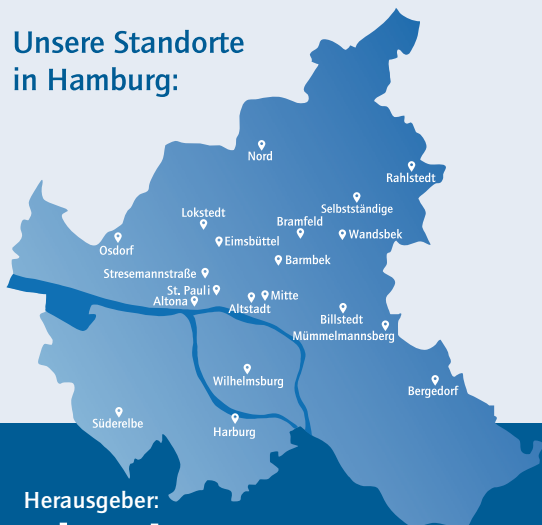 Unsere Standorte
in Hamburg:
Nord
Rahlstedt
Selbstständige
Lokstedt
Bramfeld
Wandsbek
Eimsbüttel
Osdorf
Barmbek
Stresemannstraße
St. Pauli
Mitte
Altona
Altstadt
Billstedt
Mümmelmannsberg
Wilhelmsburg
Bergedorf
Süderelbe
Harburg
Herausgeber: